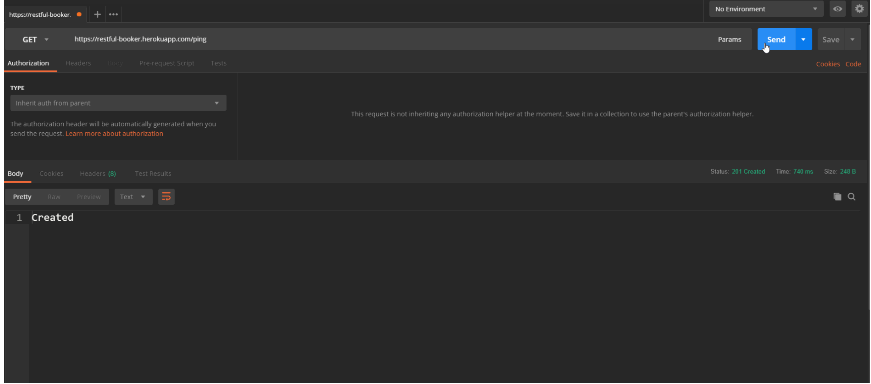 https://restful-booker.
No Environment
GET
https://restful-booker.herokuapp.com/ping
Params
Send
Save
Authorization
Headers
Pre-request Script
Tests
Cookies
Code
TYPE
Inherit auth from parent
The authorization header will be automatically generated when you
send the request. Learn more about authorization
This request is not inheriting any authorization helper at the moment. Save it in a collection to use the parent's authorization helper.
Body
Cookies
Headers (8)
Test Results
Status: 201 Created
Time: 740 ms
Size: 248 B
Pretty
Raw
Preview
Text
1 Created